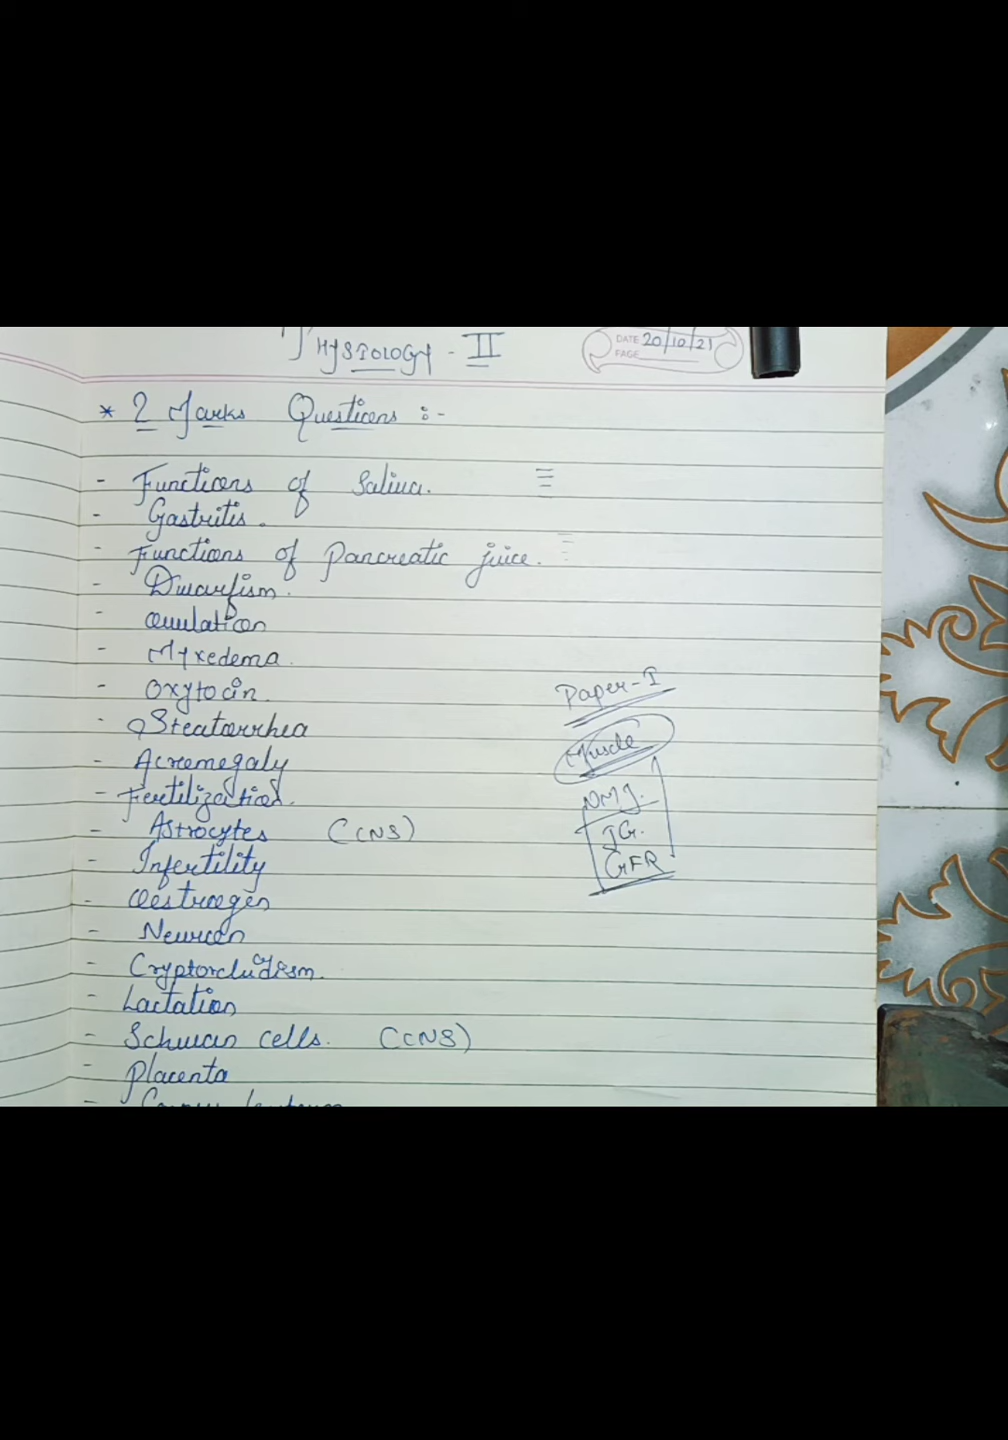 Physiology - II
DATE 20/10/21
PAGE
* 2 Marks Questions :-
- Functions of Saliva.
- Gastritis.
- Functions of Pancreatic juice.
- Dwarfism.
- ovulation
- Myxedema.
- Oxytocin.
- Steatorrhea
- Acromegaly
- Fertilization.
- Astrocytes (CNS)
- Infertility
- Oestrogen
- Neuron
- Cryptorchidism.
- Lactation
- Schwan cells. (CNS)
- Placenta
Paper-I
Muscle
NMJ.
JG.
GFR